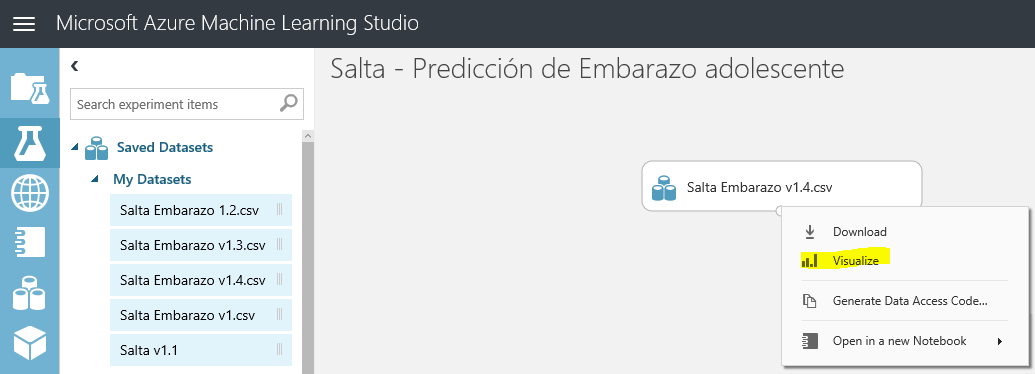 Microsoft Azure Machine Learning Studio
Salta - Predicción de Embarazo adolescente
Search experiment items
Saved Datasets
My Datasets
Salta Embarazo 1.2.csv
Salta Embarazo v1.3.csv
Salta Embarazo v1.4.csv
Salta Embarazo v1.csv
Salta v1.1
Salta Embarazo v1.4.csv
Download
Visualize
Generate Data Access Code...
Open in a new Notebook